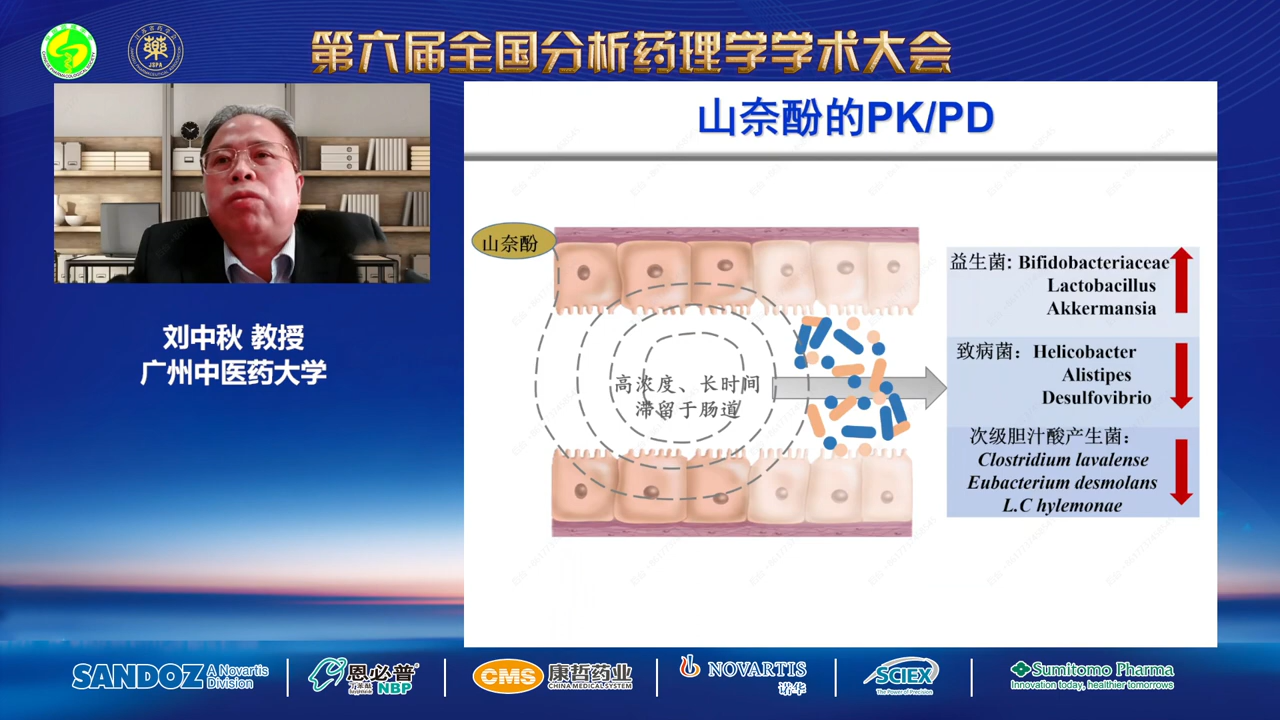 第六届全国分析药理学学术大会
JSPA
刘中秋 教授
广州中医药大学
山奈酚的PK/PD
山奈酚
高浓度、长时间
滞留于肠道
益生菌: Bifidobacteriaceae
Lactobacillus
Akkermansia
致病菌: Helicobacter
Alistipes
Desulfovibrio
次级胆汁酸产生菌:
Clostridium lavalense
Eubacterium desmolans
L.C hylemonae
SANDOZ A Novartis
Division
恩必普
NBP
CMS 康哲药业
CHINA MEDICAL SYSTEM
NOVARTIS
诺华
SCIEX
The Power of Precision
Sumitomo Pharma
Innovation today, healthier tomorrows